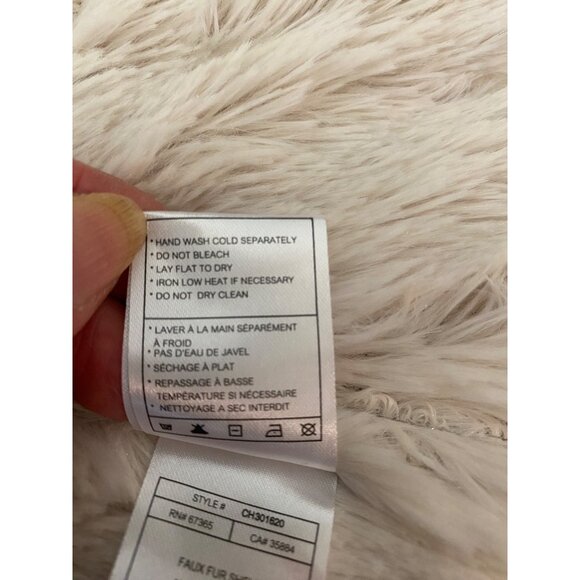 * HAND WASH COLD SEPARATELY
* DO NOT BLEACH
* LAY FLAT TO DRY
* IRON LOW HEAT IF NECESSARY
* DO NOT DRY CLEAN
* LAVER À LA MAIN SÉPARÉMENT
À FROID
* PAS D'EAU DE JAVEL
* SÉCHAGE À PLAT
* REPASSAGE À BASSE
TEMPÉRATURE SI NÉCESSAIRE
* NETTOYAGE A SEC INTERDIT
STYLE # CH301620
RN# 67365 CA# 35884
FAUX FUR